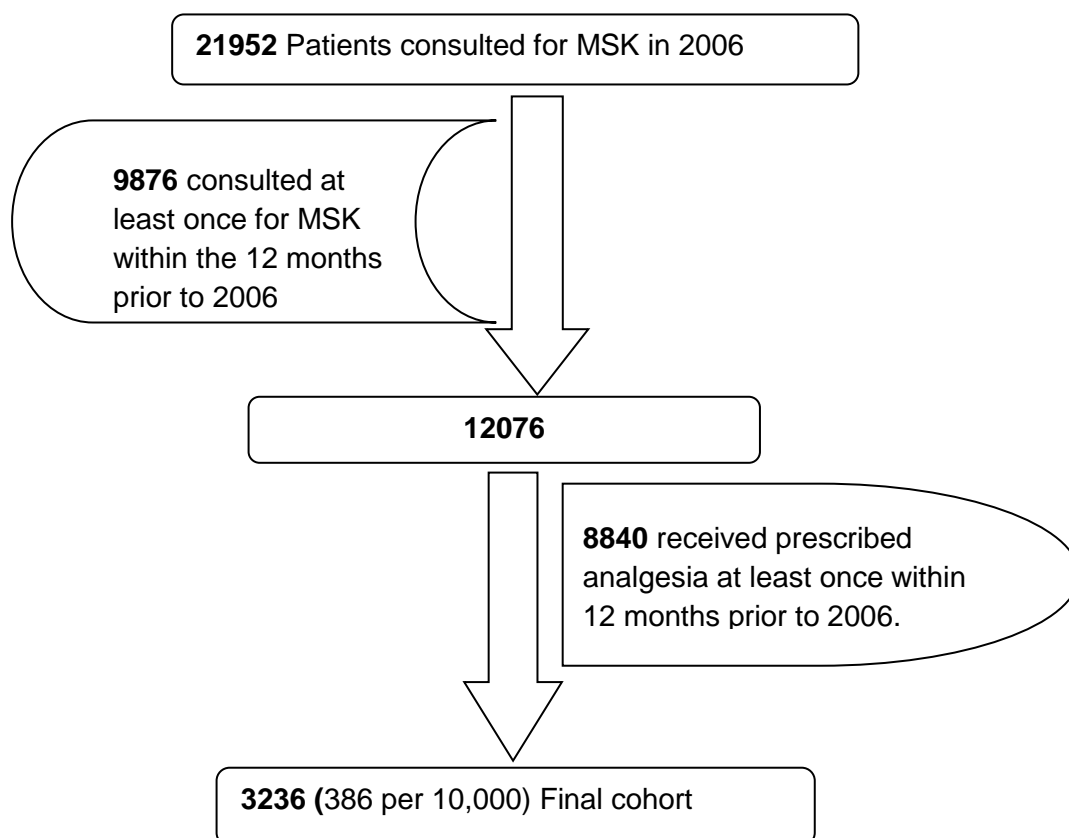 21952 Patients consulted for MSK in 2006
9876 consulted at
least once for MSK
within the 12 months
prior to 2006
12076
8840 received prescribed
analgesia at least once within
12 months prior to 2006.
3236 (386 per 10,000) Final cohort